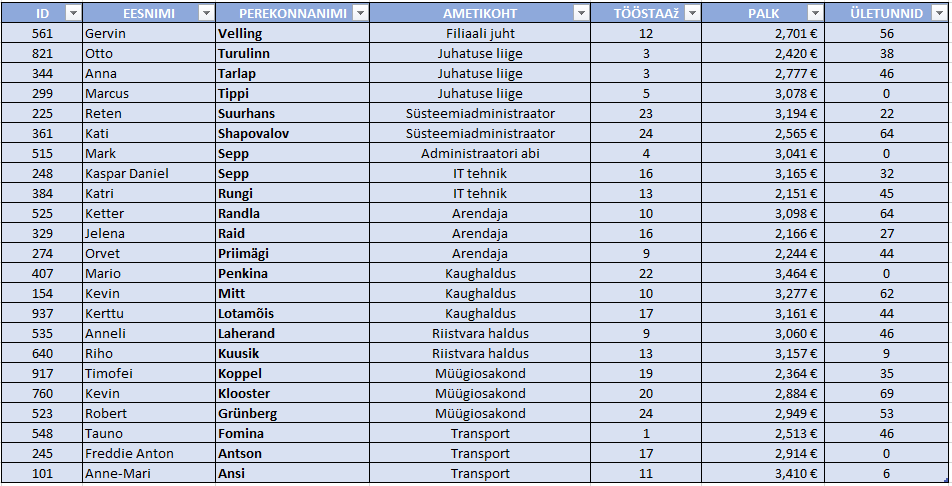 ID EESNIMI PEREKONNANIMI AMETIKOHT TÖÖSTAAž PALK ÜLETUNNID
561 Gervin Velling Filiaali juht 12 2,701 € 56
821 Otto Turulinn Juhatuse liige 3 2,420 € 38
344 Anna Tarlap Juhatuse liige 3 2,777 € 46
299 Marcus Tippi Juhatuse liige 5 3,078 € 0
225 Reten Suurhans Süsteemiadministraator 23 3,194 € 22
361 Kati Shapovalov Süsteemiadministraator 24 2,565 € 64
515 Mark Sepp Administraatori abi 4 3,041 € 0
248 Kaspar Daniel Sepp IT tehnik 16 3,165 € 32
384 Katri Rungi IT tehnik 13 2,151 € 45
525 Ketter Randla Arendaja 10 3,098 € 64
329 Jelena Raid Arendaja 16 2,166 € 27
274 Orvet Priimägi Arendaja 9 2,244 € 44
407 Mario Penkina Kaughaldus 22 3,464 € 0
154 Kevin Mitt Kaughaldus 10 3,277 € 62
937 Kerttu Lotamõis Kaughaldus 17 3,161 € 44
535 Anneli Laherand Riistvara haldus 9 3,060 € 46
640 Riho Kuusik Riistvara haldus 13 3,157 € 9
917 Timofei Koppel Müügiosakond 19 2,364 € 35
760 Kevin Klooster Müügiosakond 20 2,884 € 69
523 Robert Grünberg Müügiosakond 24 2,949 € 53
548 Tauno Fomina Transport 1 2,513 € 46
245 Freddie Anton Antson Transport 17 2,914 € 0
101 Anne-Mari Ansi Transport 11 3,410 € 6